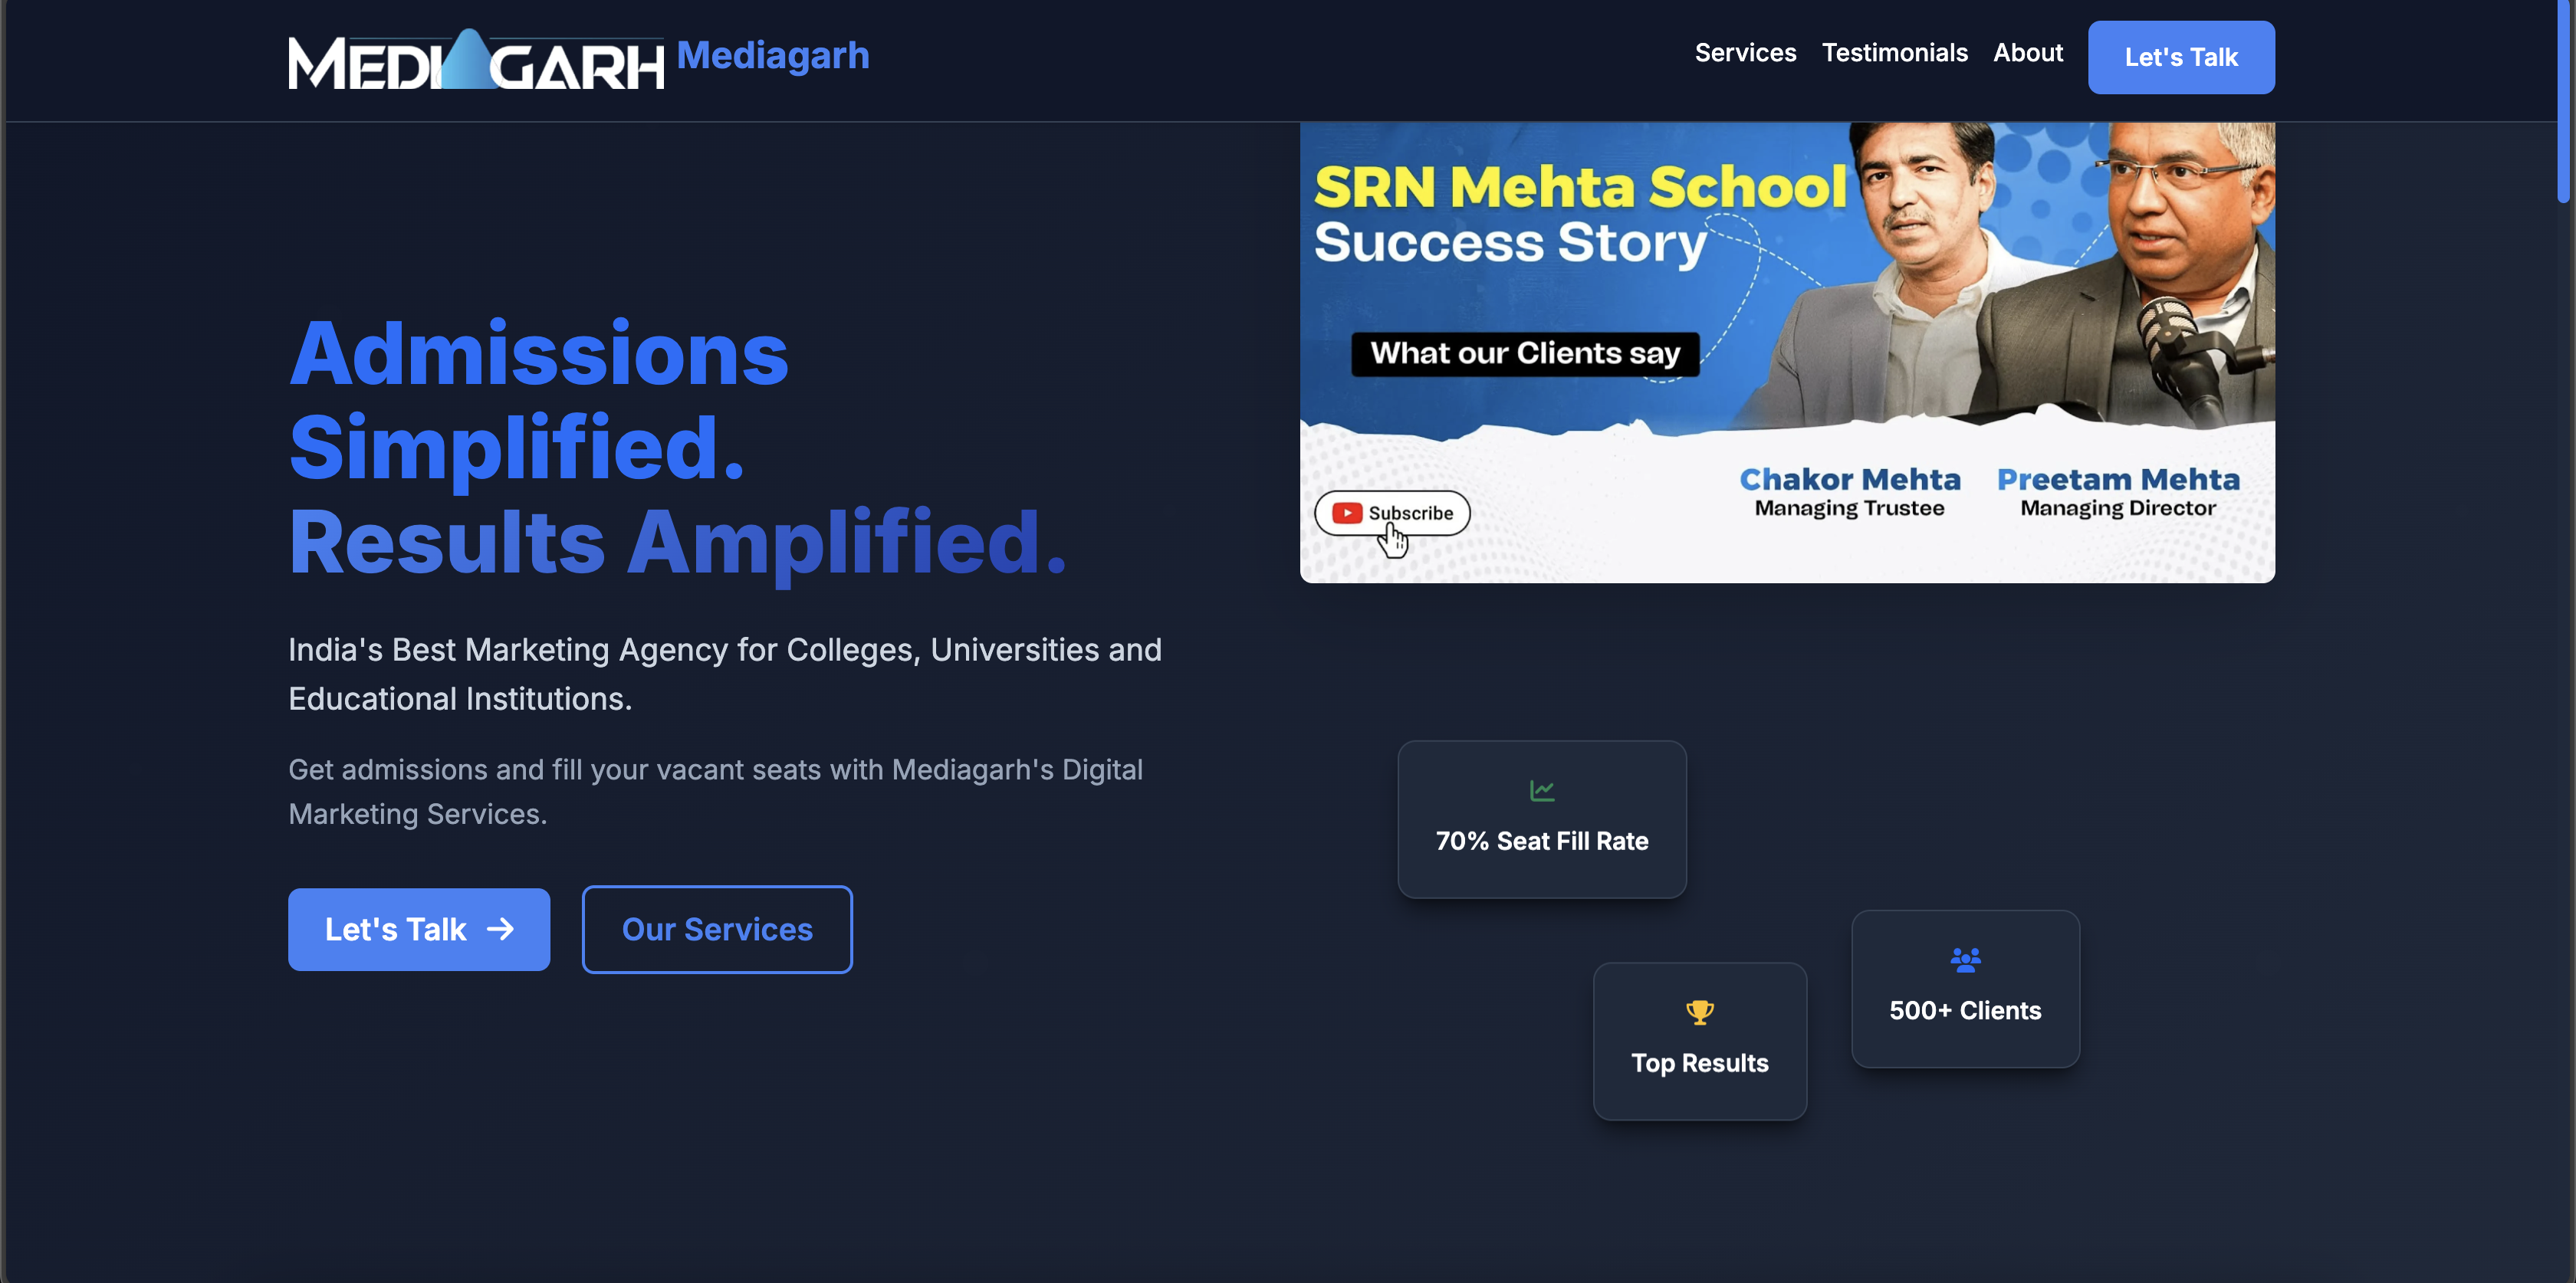 MEDIAGARH Mediagarh
Services Testimonials About Let's Talk
Admissions
Simplified.
Results Amplified.
India's Best Marketing Agency for Colleges, Universities and
Educational Institutions.
Get admissions and fill your vacant seats with Mediagarh's Digital
Marketing Services.
Let's Talk
Our Services
SRN Mehta School
Success Story
What our Clients say
Chakor Mehta
Managing Trustee
Preetam Mehta
Managing Director
Subscribe
70% Seat Fill Rate
500+ Clients
Top Results